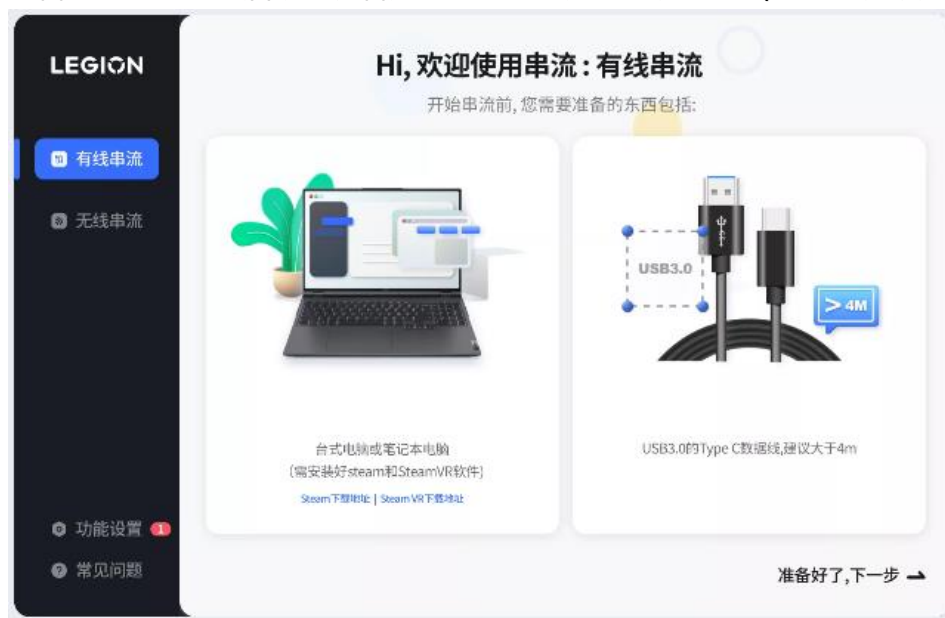 LEGION
有线串流
无线串流
功能设置 1
常见问题
Hi, 欢迎使用串流 : 有线串流
开始串流前, 您需要准备的东西包括:
台式电脑或笔记本电脑
(需安装好steam和SteamVR软件)
Steam下载地址 | Steam VR下载地址
USB3.0
> 4M
USB3.0的Type C数据线,建议大于4m
准备好了,下一步